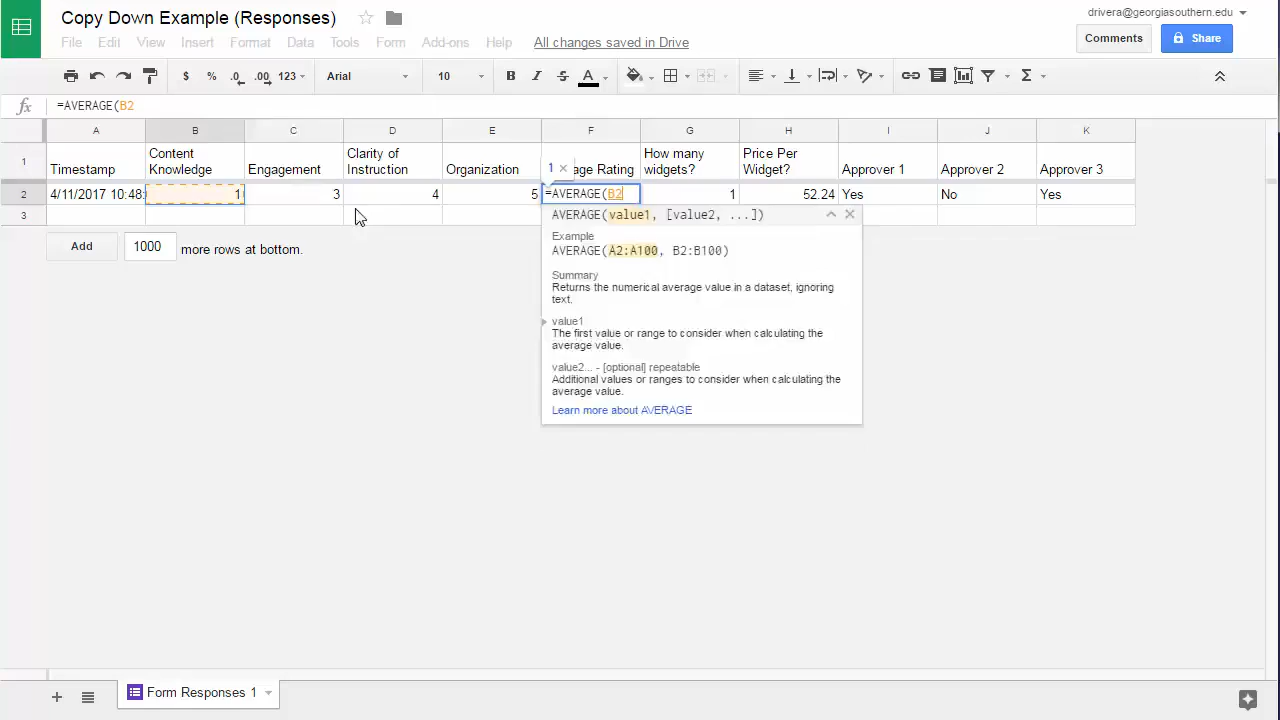 Copy Down Example (Responses)
drivera@georgiasouthern.edu
File Edit View Insert Format Data Tools Form Add-ons Help All changes saved in Drive
Comments Share
$ % .0 .00 123 Arial 10 B I S A Σ
fx =AVERAGE(B2
A B C D E F G H I J K
1 Timestamp Content Knowledge Engagement Clarity of Instruction Organization age Rating How many widgets? Price Per Widget? Approver 1 Approver 2 Approver 3
1 ×
2 4/11/2017 10:48: 1 3 4 5 =AVERAGE(B2 1 52.24 Yes No Yes
3
AVERAGE(value1, [value2, ...])
Example
AVERAGE(A2:A100, B2:B100)
Summary
Returns the numerical average value in a dataset, ignoring
text.
value1
The first value or range to consider when calculating the
average value.
value2... - [optional] repeatable
Additional values or ranges to consider when calculating the
average value.
Learn more about AVERAGE
Add 1000 more rows at bottom.
Form Responses 1